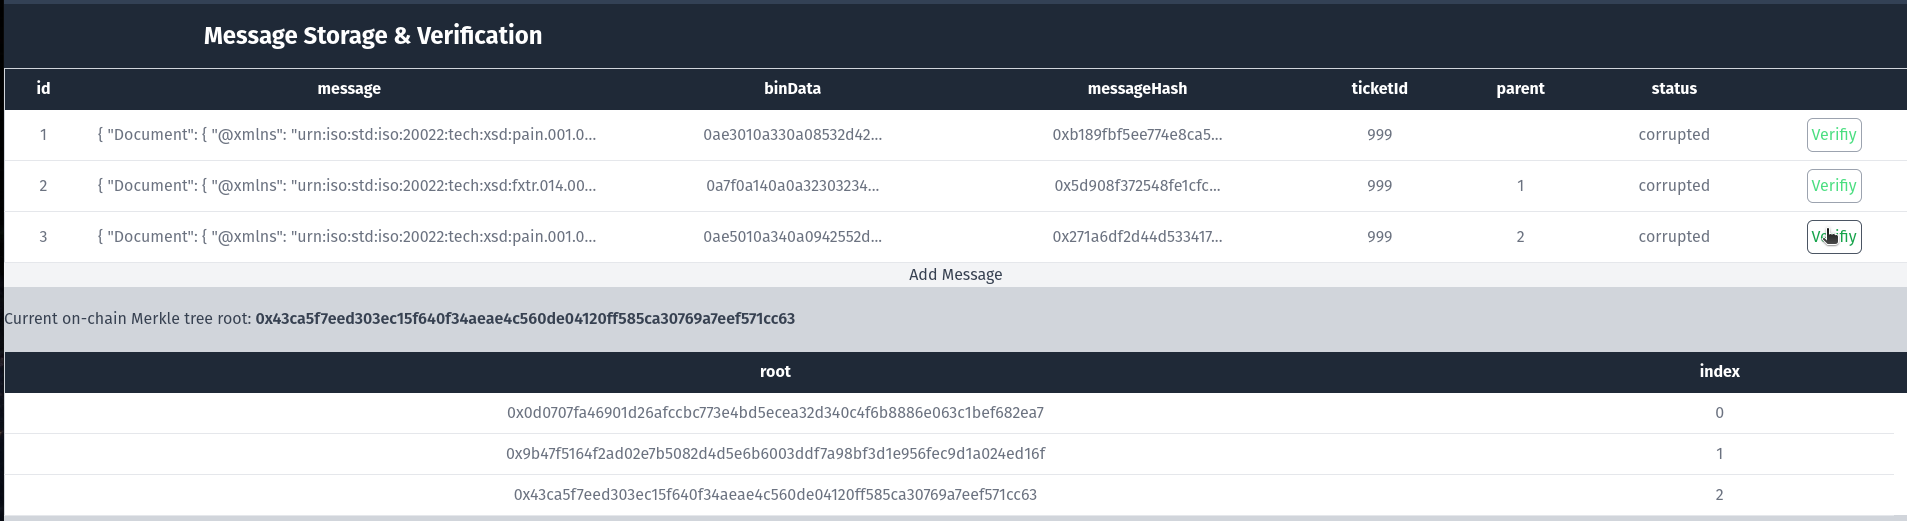 Message Storage & Verification
id message binData messageHash ticketId parent status
1 { "Document": { "@xmlns": "urn:iso:std:iso:20022:tech:xsd:pain.001.0... 0ae3010a330a08532d42... 0xb189fbf5ee774e8ca5... 999 corrupted Verifiy
2 { "Document": { "@xmlns": "urn:iso:std:iso:20022:tech:xsd:fxtr.014.00... 0a7f0a140a0a32303234... 0x5d908f372548fe1cfc... 999 1 corrupted Verifiy
3 { "Document": { "@xmlns": "urn:iso:std:iso:20022:tech:xsd:pain.001.0... 0ae5010a340a0942552d... 0x271a6df2d44d533417... 999 2 corrupted Verifiy
Add Message
Current on-chain Merkle tree root: 0x43ca5f7eed303ec15f640f34aeae4c560de04120ff585ca30769a7eef571cc63
root index
0x0d0707fa46901d26afccbc773e4bd5ecea32d340c4f6b8886e063c1bef682ea7 0
0x9b47f5164f2ad02e7b5082d4d5e6b6003ddf7a98bf3d1e956fec9d1a024ed16f 1
0x43ca5f7eed303ec15f640f34aeae4c560de04120ff585ca30769a7eef571cc63 2